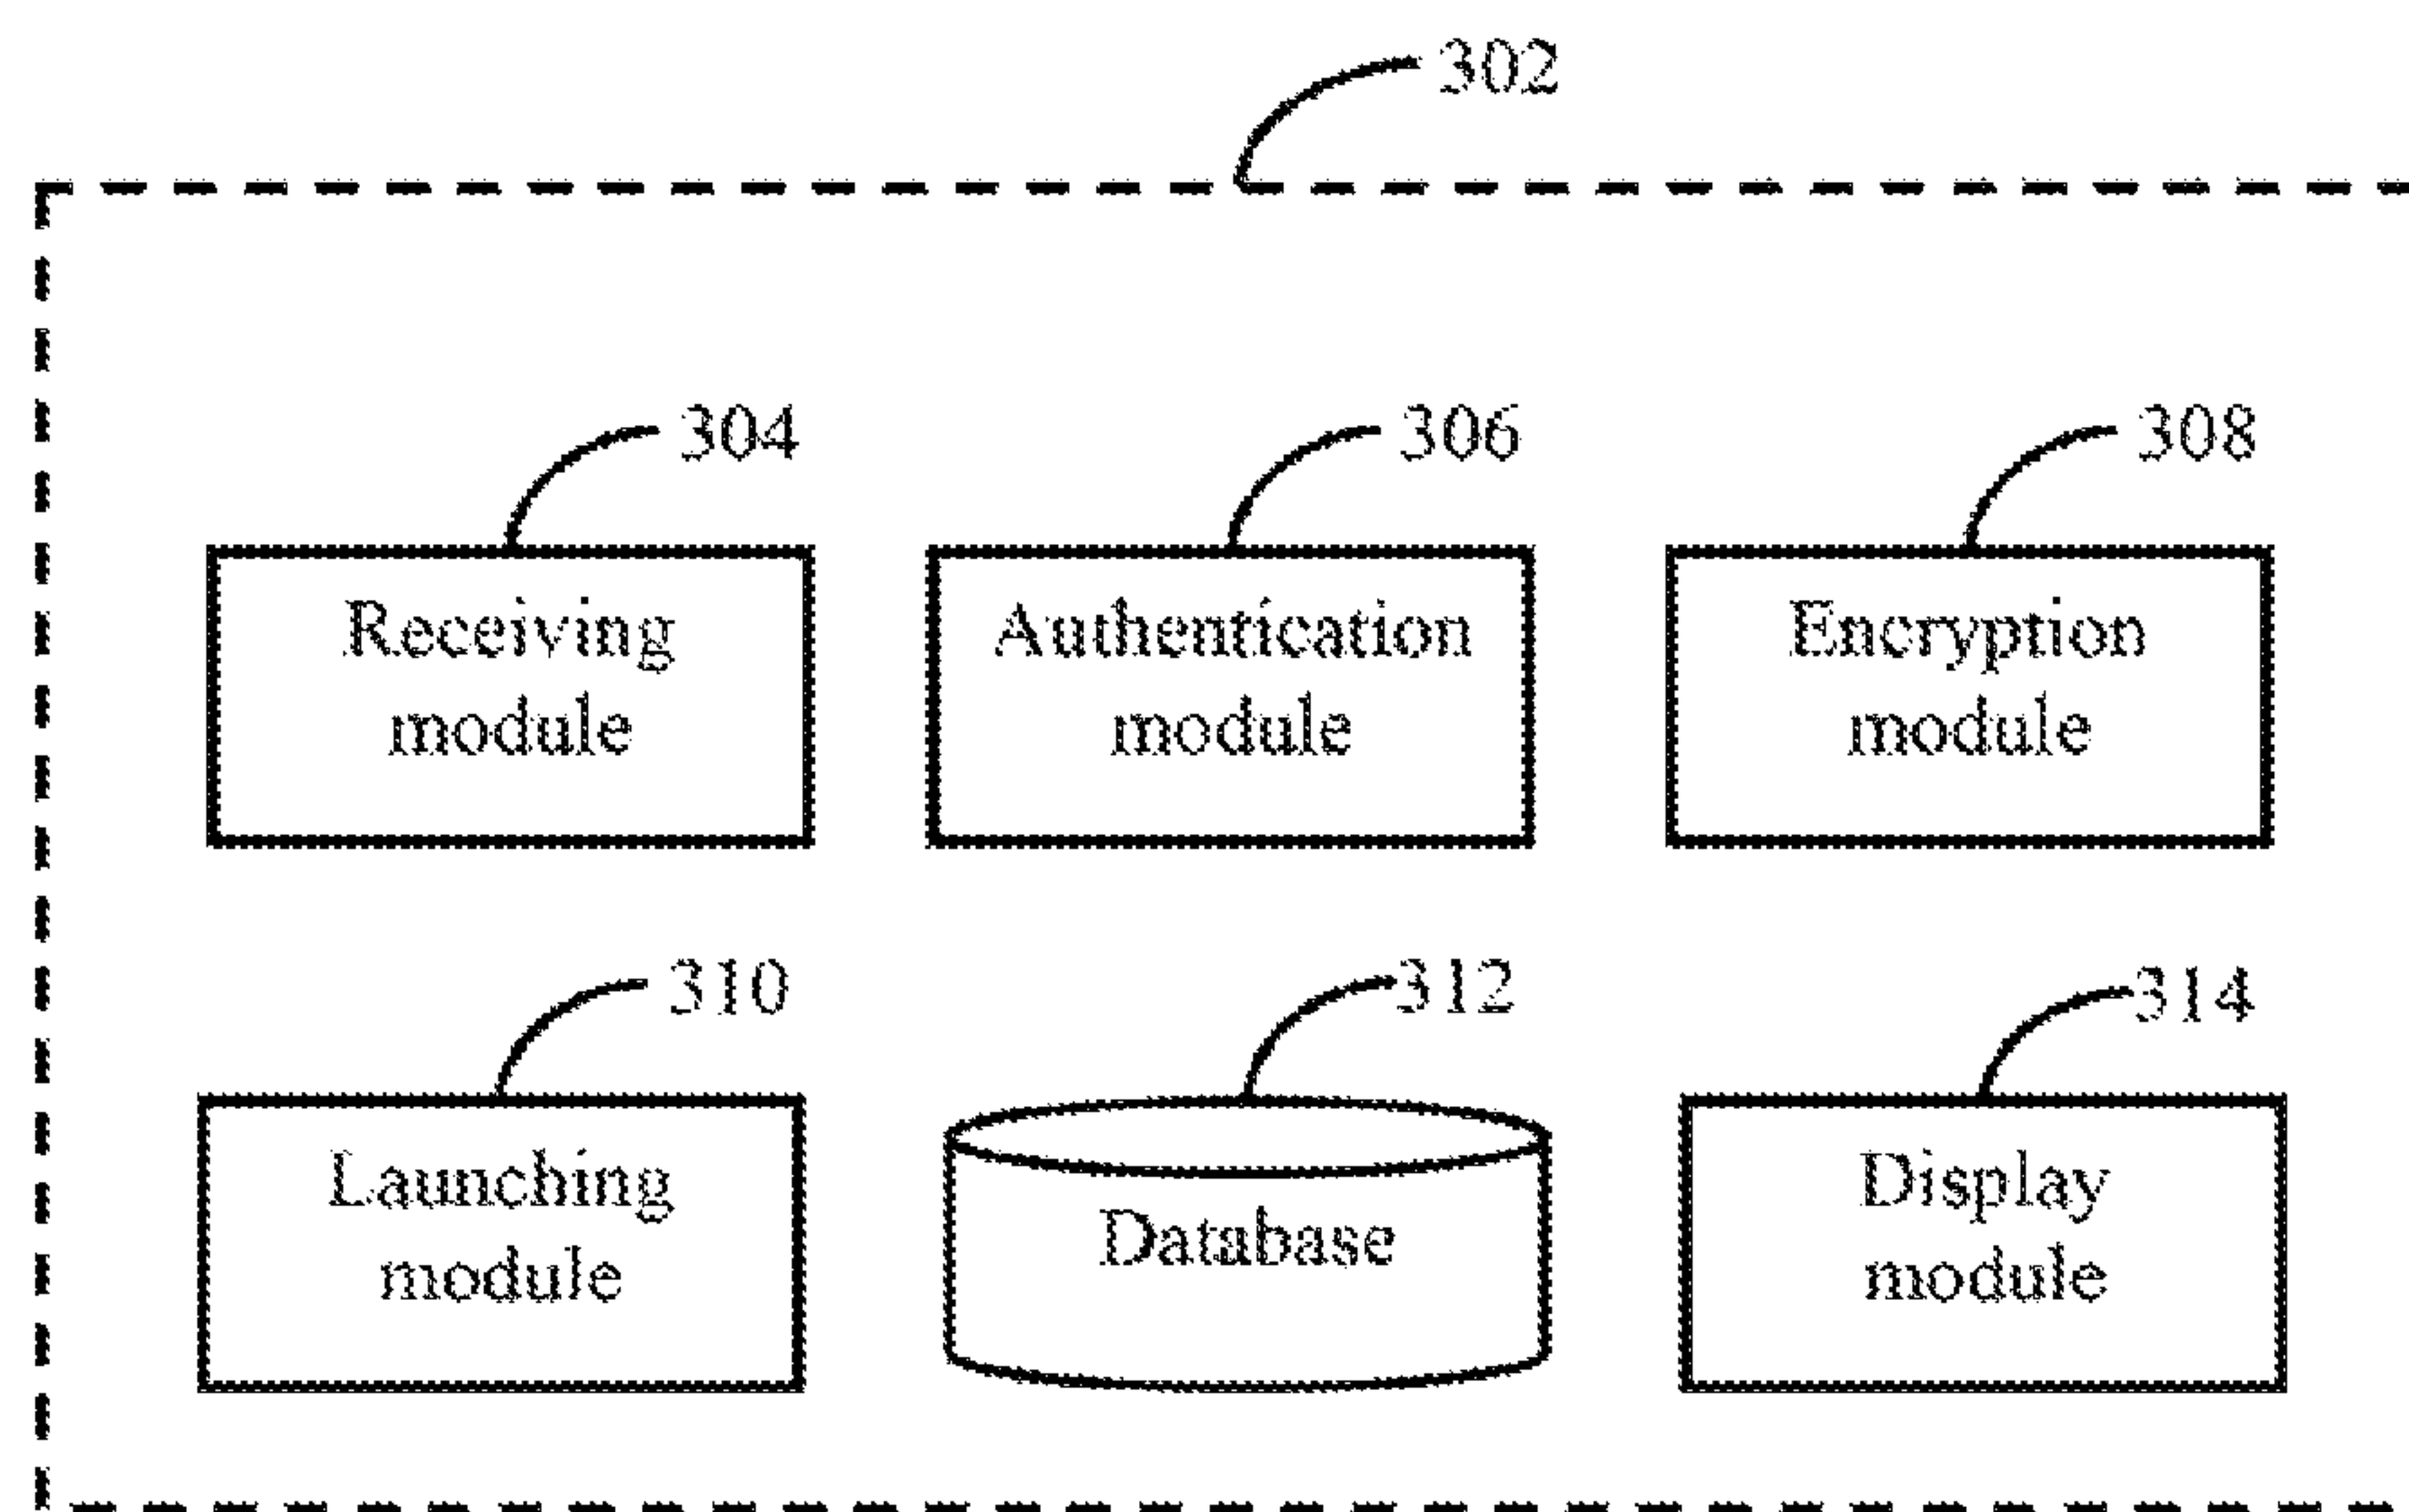 302
304
306
308
Receiving
module
Authentication
module
Encryption
module
310
312
314
Launching
module
Database
Display
module